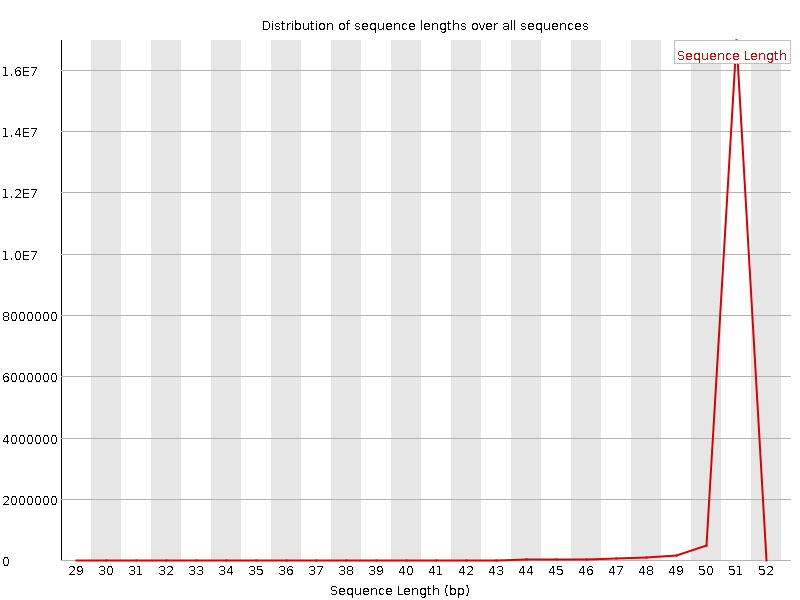 Distribution of sequence lengths over all sequences
Sequence Length
1.6E7
1.4E7
1.2E7
1.0E7
8000000
6000000
4000000
2000000
0
29 30 31 32 33 34 35 36 37 38 39 40 41 42 43 44 45 46 47 48 49 50 51 52
Sequence Length (bp)